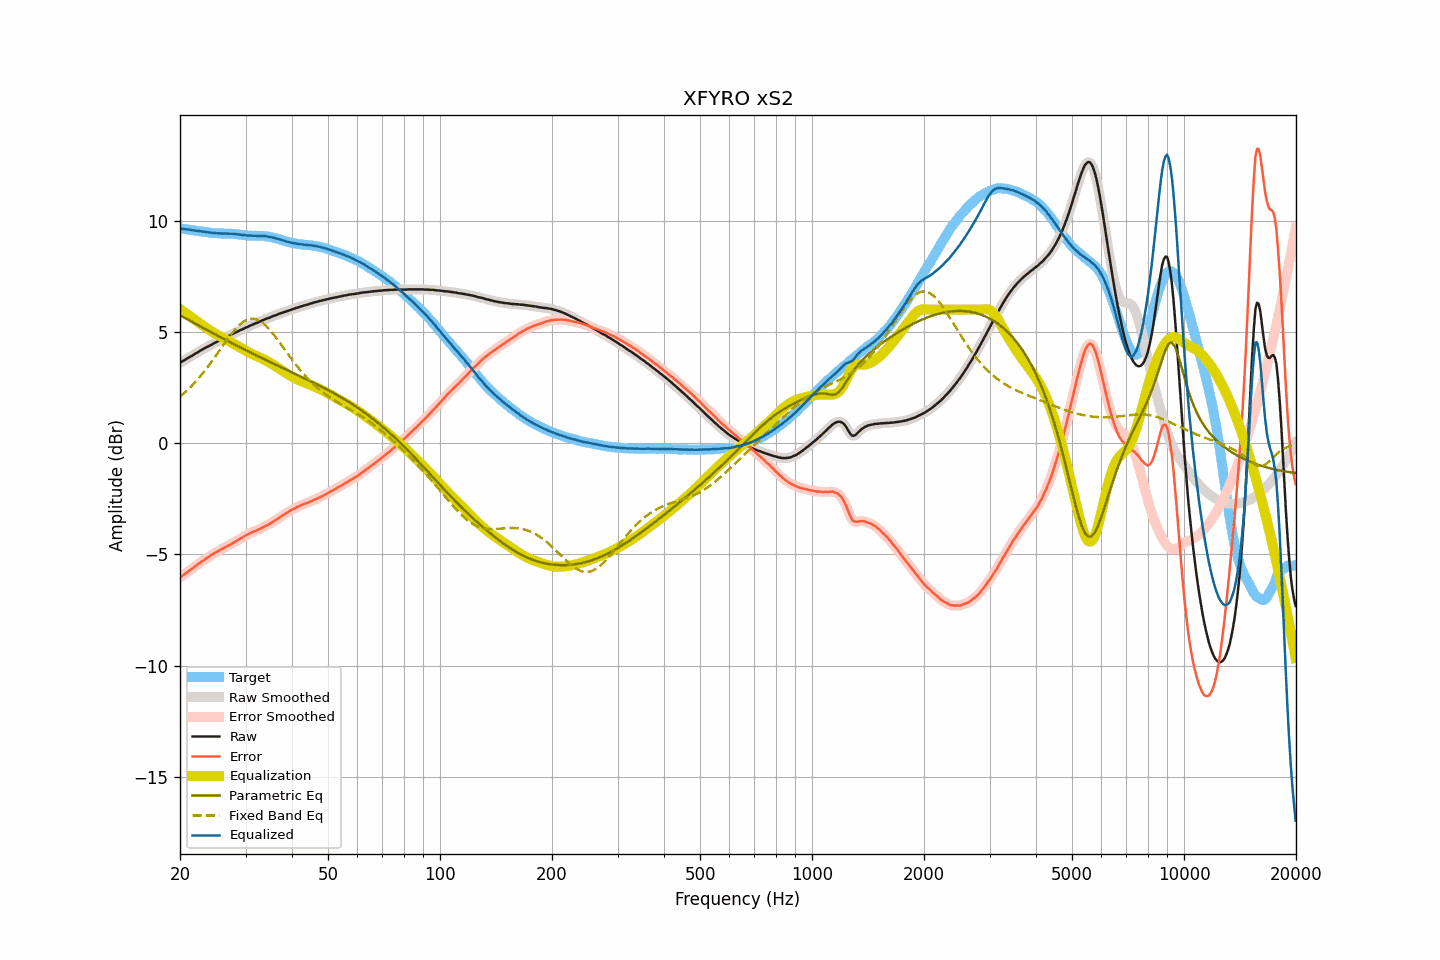 XFYRO xS2
Amplitude (dBr)
10
5
0
−5
−10
−15
Target
Raw Smoothed
Error Smoothed
Raw
Error
Equalization
Parametric Eq
Fixed Band Eq
Equalized
20 50 100 200 500 1000 2000 5000 10000 20000
Frequency (Hz)